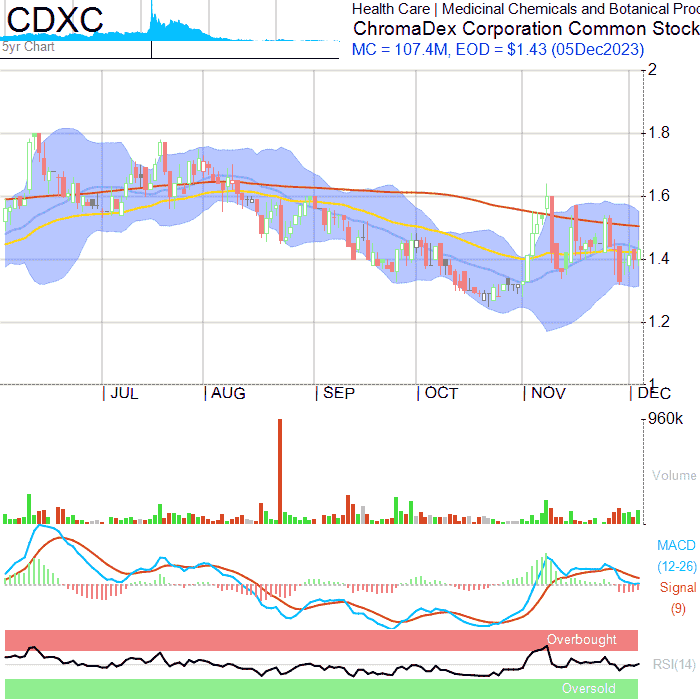 CDXC
5yr Chart
Health Care | Medicinal Chemicals and Botanical Proc
ChromaDex Corporation Common Stock
MC = 107.4M, EOD = $1.43 (05Dec2023)
2
1.8
1.6
1.4
1.2
1
JUL AUG SEP OCT NOV DEC
960k
Volume
MACD
(12-26)
Signal
(9)
Overbought
RSI(14)
Oversold